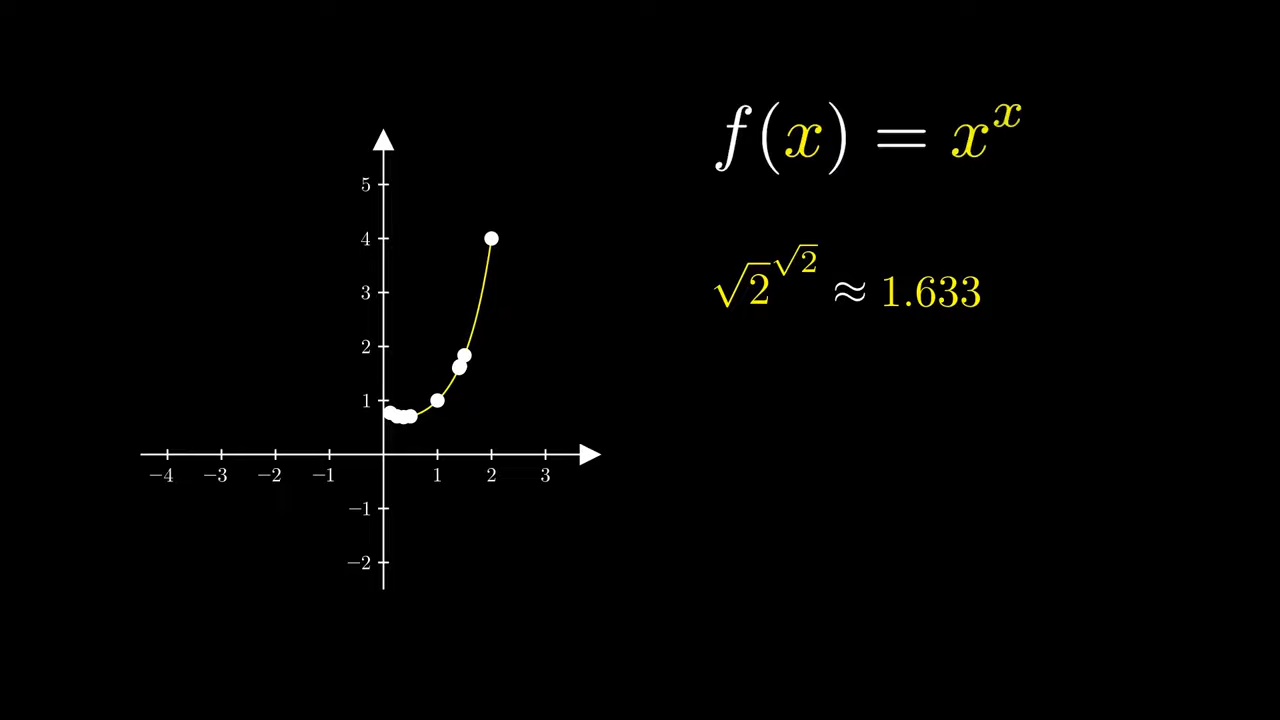 f(x) = x^x
√2^√2 ≈ 1.633
5
4
3
2
1
−4 −3 −2 −1 1 2 3
−1
−2